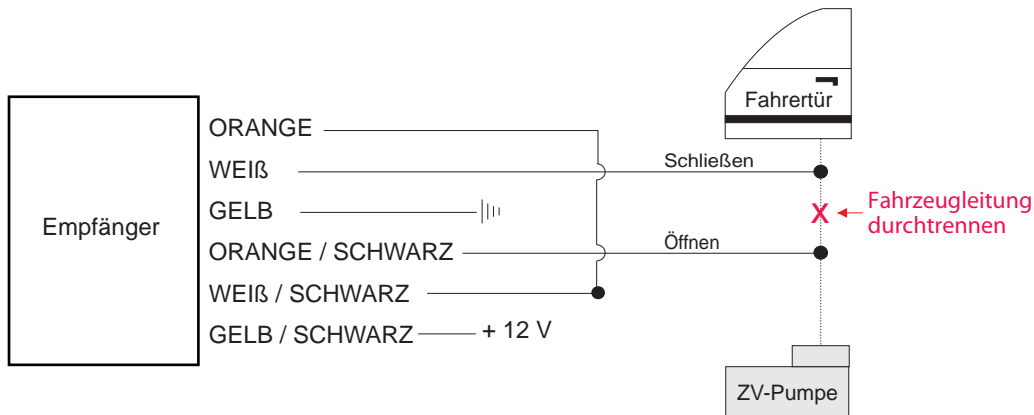 Fahrertür
Empfänger
ORANGE
WEIß
GELB
ORANGE / SCHWARZ
WEIß / SCHWARZ
GELB / SCHWARZ
+ 12 V
Schließen
Öffnen
X
Fahrzeugleitung
durchtrennen
ZV-Pumpe